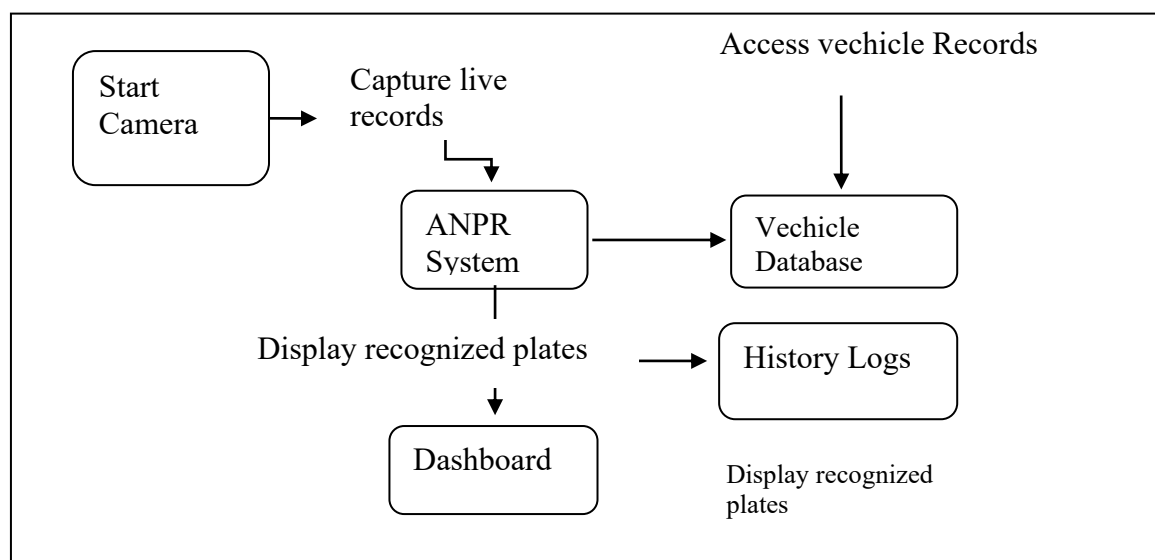 Access vechicle Records
Start
Camera
Capture live
records
ANPR
System
Vechicle
Database
Display recognized plates
History Logs
Dashboard
Display recognized
plates